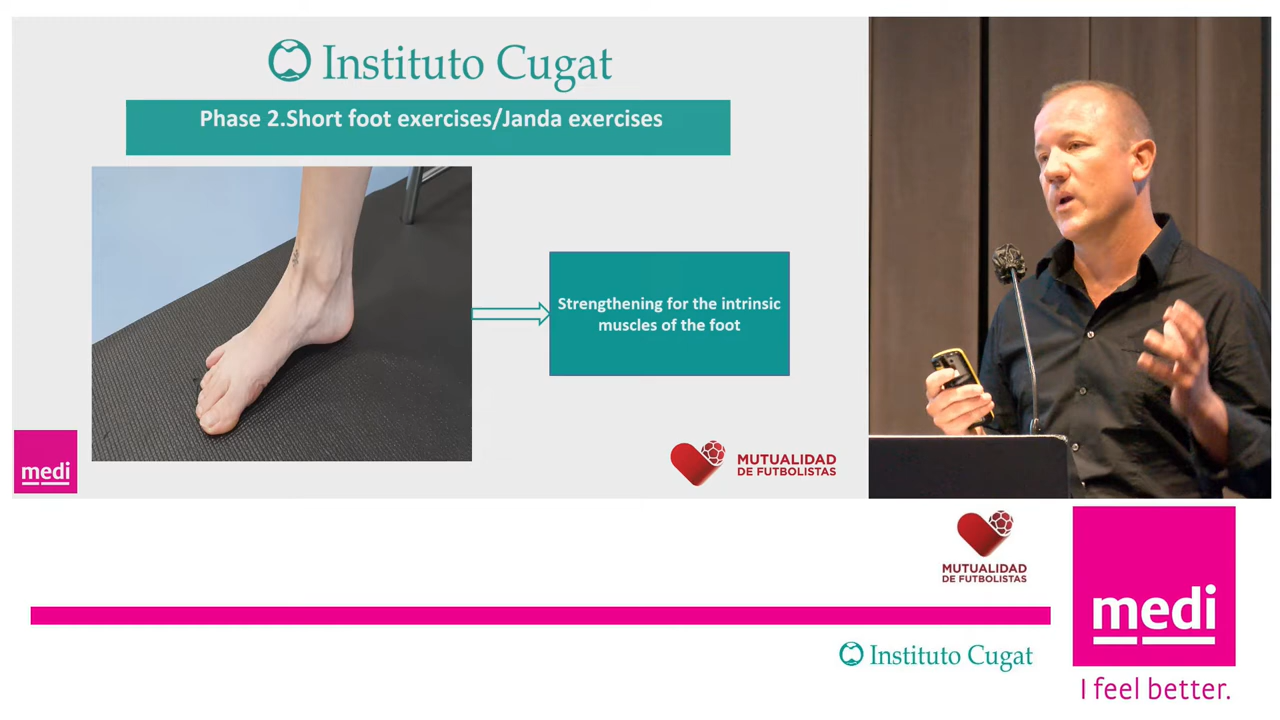 Instituto Cugat
Phase 2.Short foot exercises/Janda exercises
Strengthening for the intrinsic
muscles of the foot
medi
MUTUALIDAD
DE FUTBOLISTAS
MUTUALIDAD
DE FUTBOLISTAS
medi
Instituto Cugat
I feel better.